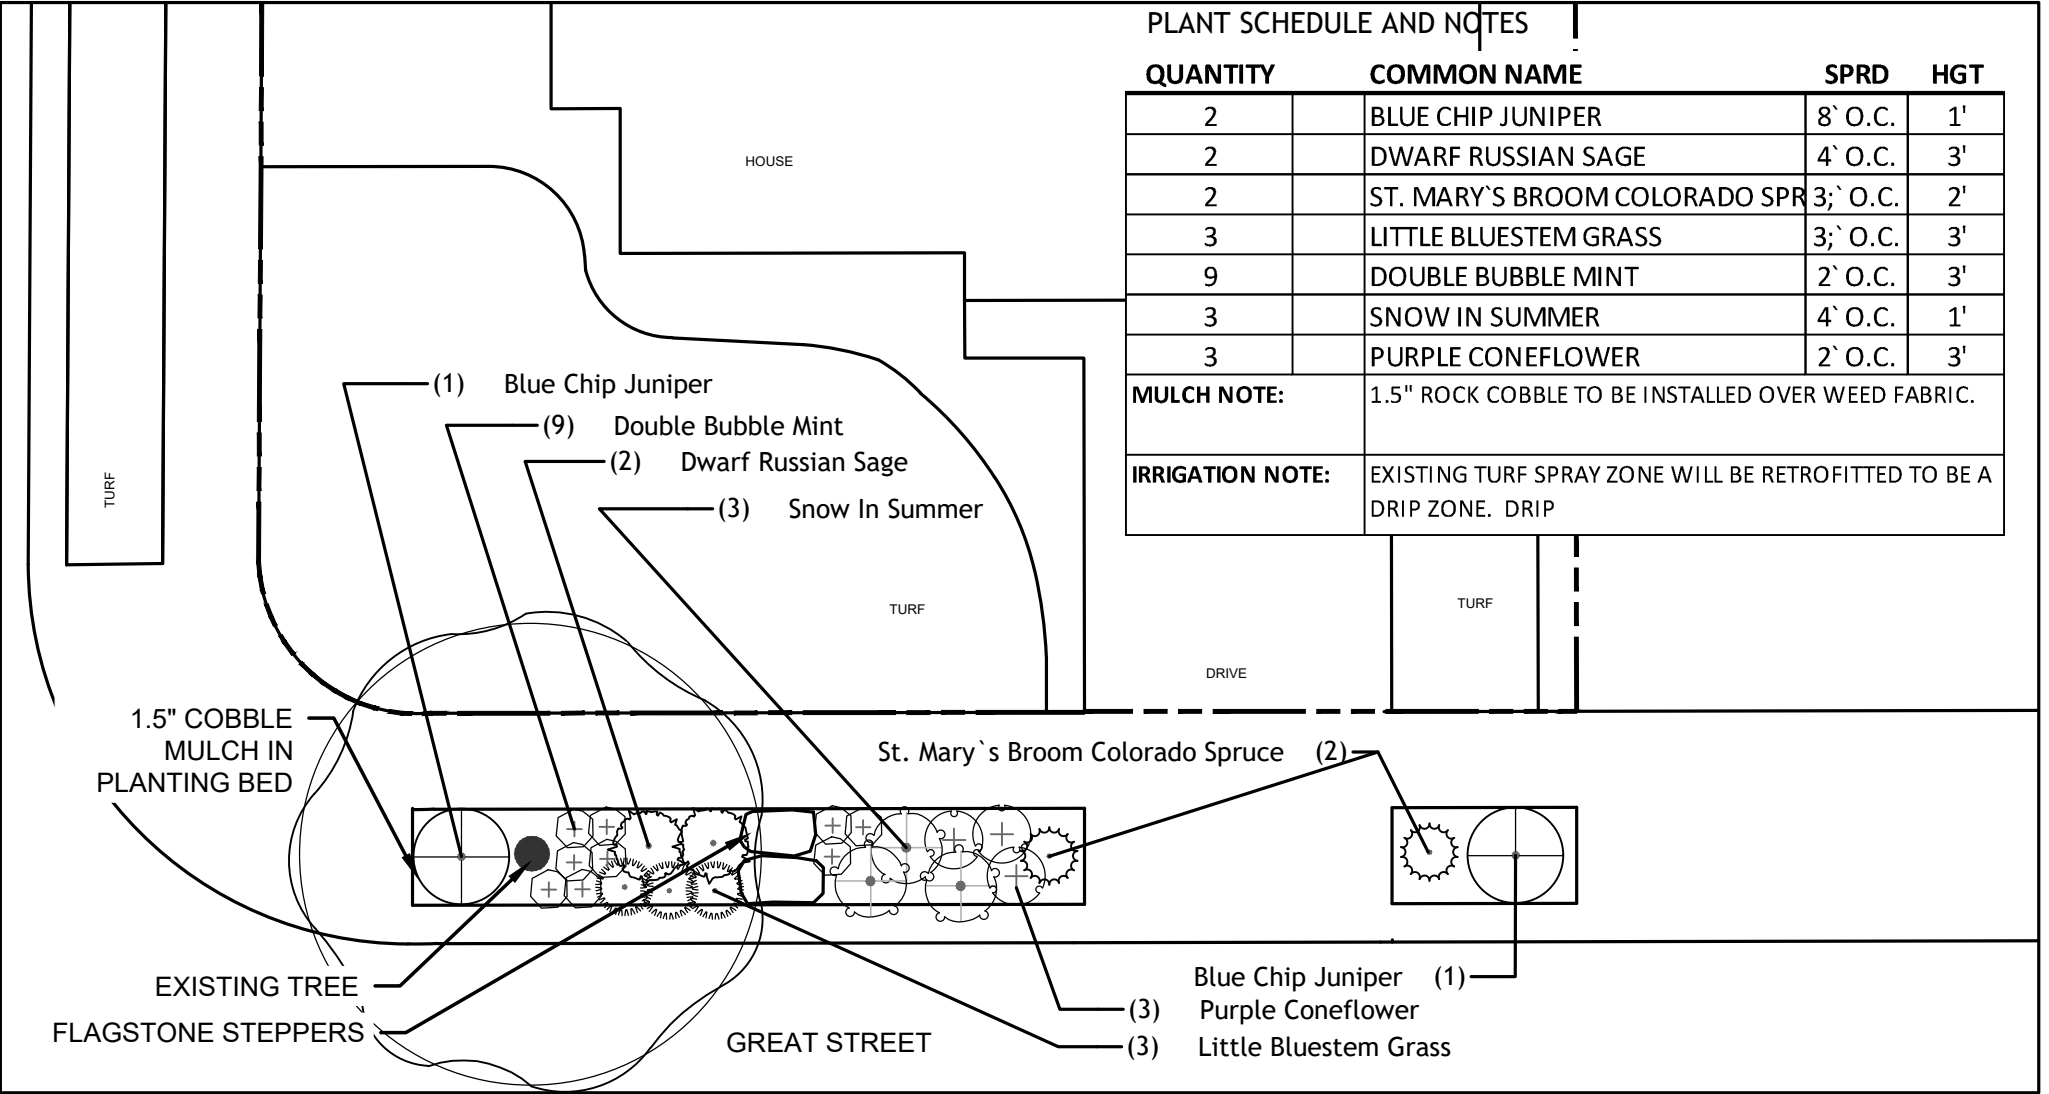 PLANT SCHEDULE AND NOTES
QUANTITY COMMON NAME SPRD HGT
2 BLUE CHIP JUNIPER 8` O.C. 1'
2 DWARF RUSSIAN SAGE 4` O.C. 3'
2 ST. MARY`S BROOM COLORADO SPR 3;` O.C. 2'
3 LITTLE BLUESTEM GRASS 3;` O.C. 3'
9 DOUBLE BUBBLE MINT 2` O.C. 3'
3 SNOW IN SUMMER 4` O.C. 1'
3 PURPLE CONEFLOWER 2` O.C. 3'
MULCH NOTE: 1.5" ROCK COBBLE TO BE INSTALLED OVER WEED FABRIC.
IRRIGATION NOTE: EXISTING TURF SPRAY ZONE WILL BE RETROFITTED TO BE A
DRIP ZONE. DRIP
HOUSE
(1) Blue Chip Juniper
(9) Double Bubble Mint
(2) Dwarf Russian Sage
(3) Snow In Summer
TURF
TURF
TURF
DRIVE
1.5" COBBLE
MULCH IN
PLANTING BED
St. Mary`s Broom Colorado Spruce (2)
EXISTING TREE
FLAGSTONE STEPPERS
GREAT STREET
Blue Chip Juniper (1)
(3) Purple Coneflower
(3) Little Bluestem Grass